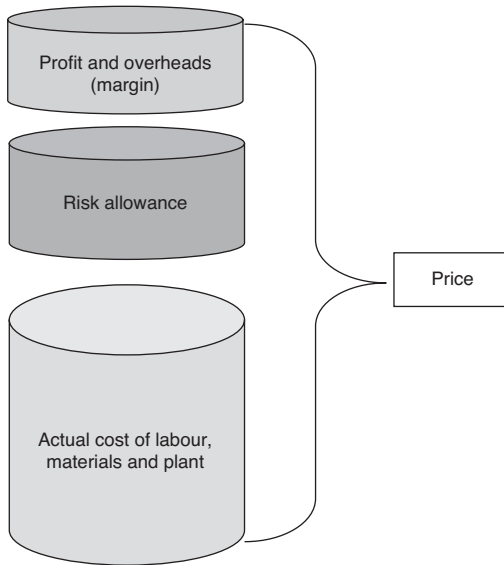 Profit and overheads
(margin)
Risk allowance
Price
Actual cost of labour,
materials and plant